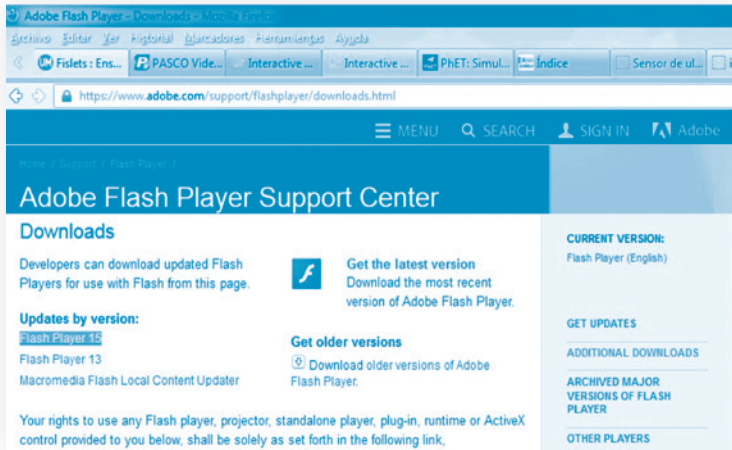 Adobe Flash Player - Downloads - Mozilla Firefo
Archivo Editar Ver Historial Marcadores Herramientas Ayuda
Fislets : Ens... PASCO Vide... Interactive ... Interactive ... PhET: Simul... Índice Sensor de ul...
https://www.adobe.com/support/flashplayer/downloads.html
MENU SEARCH SIGN IN Adobe
Home / Support / Flash Player /
Adobe Flash Player Support Center
Downloads
Developers can download updated Flash
Players for use with Flash from this page.
Updates by version:
Flash Player 15
Flash Player 13
Macromedia Flash Local Content Updater
Get the latest version
Download the most recent
version of Adobe Flash Player.
Get older versions
Download older versions of Adobe
Flash Player.
Your rights to use any Flash player, projector, standalone player, plug-in, runtime or ActiveX
control provided to you below, shall be solely as set forth in the following link,
CURRENT VERSION:
Flash Player (English)
GET UPDATES
ADDITIONAL DOWNLOADS
ARCHIVED MAJOR
VERSIONS OF FLASH
PLAYER
OTHER PLAYERS